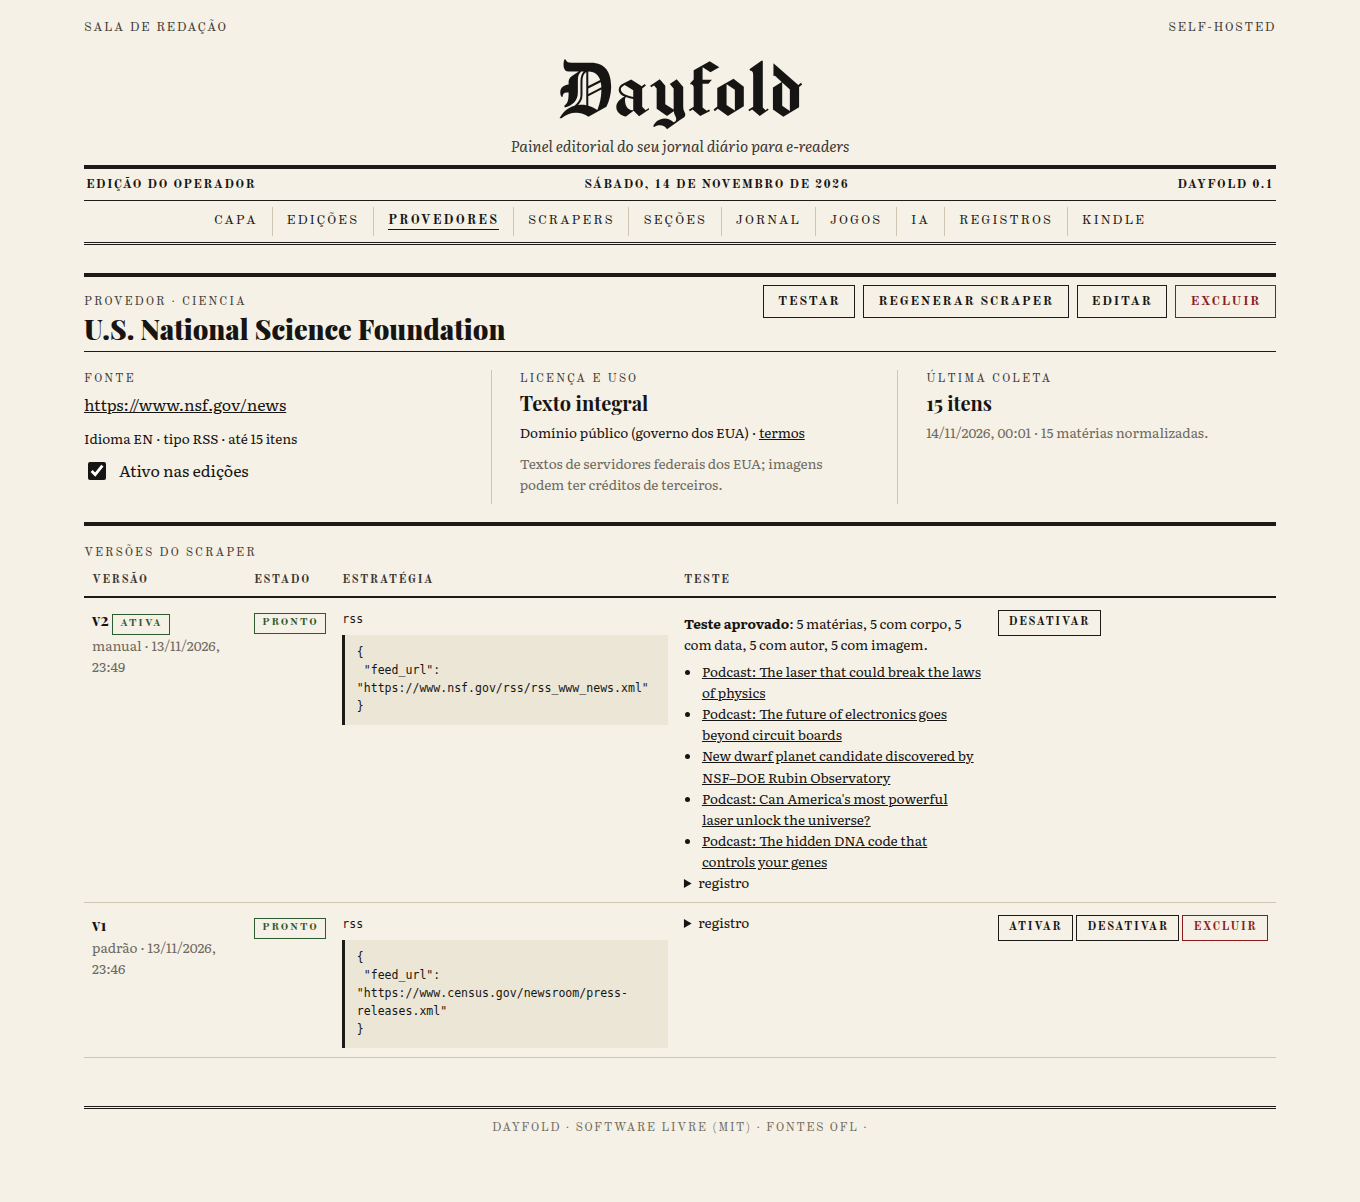 SALA DE REDAÇÃO
SELF-HOSTED
Dayfold
Painel editorial do seu jornal diário para e-readers
EDIÇÃO DO OPERADOR
SÁBADO, 14 DE NOVEMBRO DE 2026
DAYFOLD 0.1
CAPA
EDIÇÕES
PROVEDORES
SCRAPERS
SEÇÕES
JORNAL
JOGOS
IA
REGISTROS
KINDLE
PROVEDOR · CIENCIA
U.S. National Science Foundation
TESTAR
REGENERAR SCRAPER
EDITAR
EXCLUIR
FONTE
https://www.nsf.gov/news
Idioma EN · tipo RSS · até 15 itens
Ativo nas edições
LICENÇA E USO
Texto integral
Domínio público (governo dos EUA) · termos
Textos de servidores federais dos EUA; imagens
podem ter créditos de terceiros.
ÚLTIMA COLETA
15 itens
14/11/2026, 00:01 · 15 matérias normalizadas.
VERSÕES DO SCRAPER
VERSÃO
ESTADO
ESTRATÉGIA
TESTE
V2 ATIVA
manual · 13/11/2026,
23:49
PRONTO
rss
{
"feed_url":
"https://www.nsf.gov/rss/rss_www_news.xml"
}
Teste aprovado: 5 matérias, 5 com corpo, 5
com data, 5 com autor, 5 com imagem.
Podcast: The laser that could break the laws
of physics
Podcast: The future of electronics goes
beyond circuit boards
New dwarf planet candidate discovered by
NSF–DOE Rubin Observatory
Podcast: Can America's most powerful
laser unlock the universe?
Podcast: The hidden DNA code that
controls your genes
registro
DESATIVAR
V1
padrão · 13/11/2026,
23:46
PRONTO
rss
{
"feed_url":
"https://www.census.gov/newsroom/press-
releases.xml"
}
registro
ATIVAR
DESATIVAR
EXCLUIR
DAYFOLD · SOFTWARE LIVRE (MIT) · FONTES OFL ·